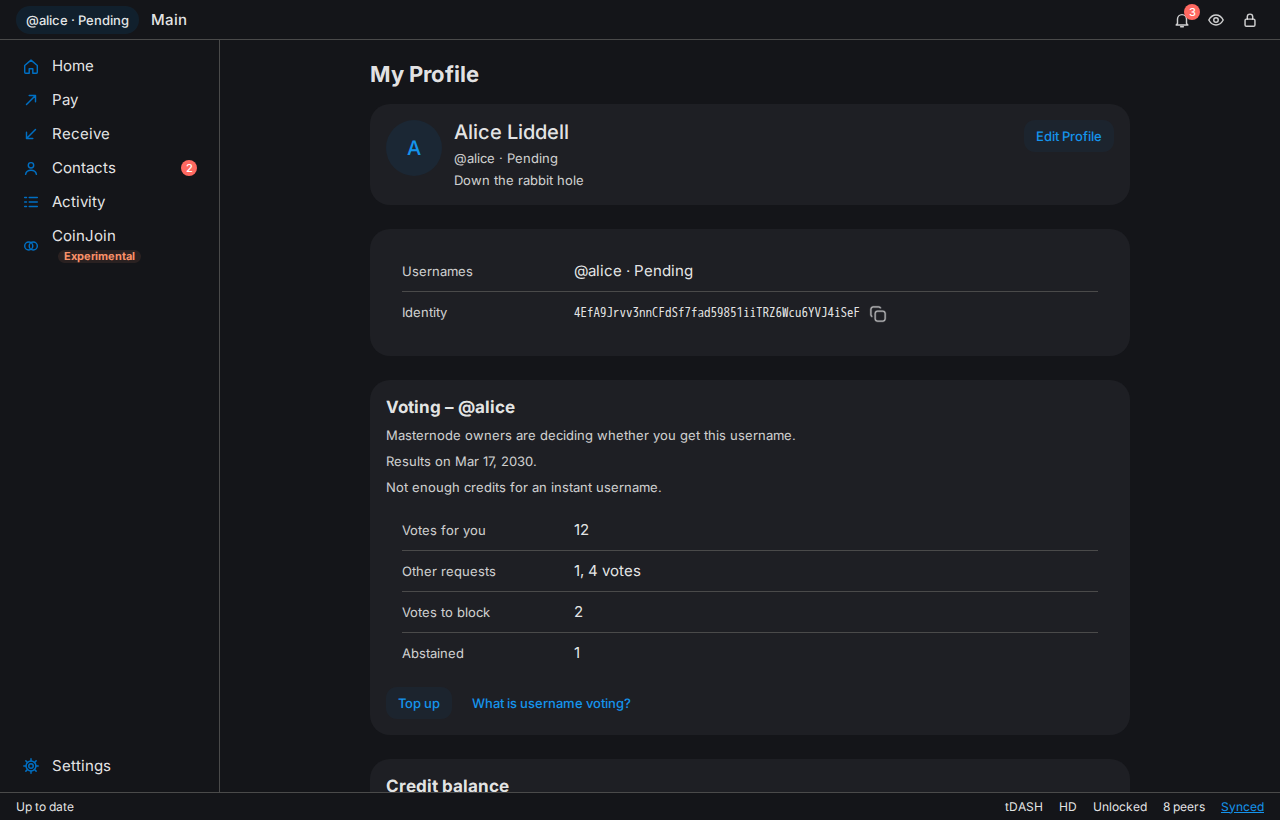 @alice · Pending
Main
3
Home
Pay
Receive
Contacts
2
Activity
CoinJoin
Experimental
Settings
My Profile
A
Alice Liddell
@alice · Pending
Down the rabbit hole
Edit Profile
Usernames @alice · Pending
Identity 4EfA9Jrvv3nnCFdSf7fad59851iiTRZ6Wcu6YVJ4iSeF
Voting – @alice
Masternode owners are deciding whether you get this username.
Results on Mar 17, 2030.
Not enough credits for an instant username.
Votes for you 12
Other requests 1, 4 votes
Votes to block 2
Abstained 1
Top up What is username voting?
Credit balance
Up to date
tDASH HD Unlocked 8 peers Synced